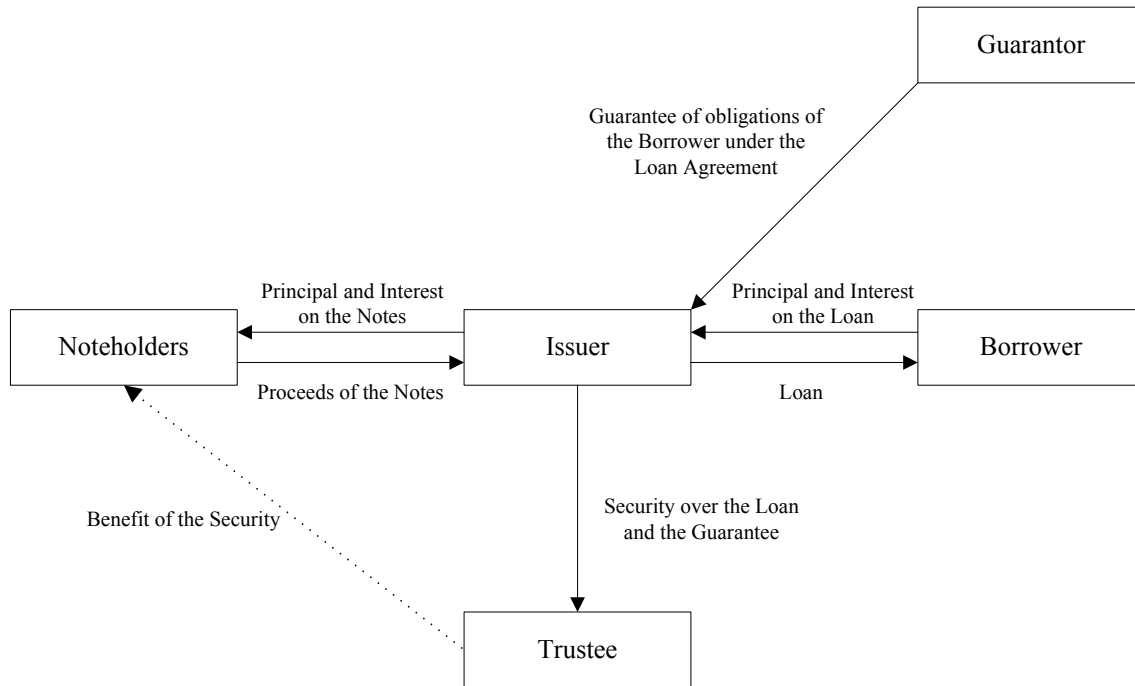 Guarantor
Guarantee of obligations of
the Borrower under the
Loan Agreement
Principal and Interest
on the Notes
Principal and Interest
on the Loan
Noteholders
Issuer
Borrower
Proceeds of the Notes
Loan
Benefit of the Security
Security over the Loan
and the Guarantee
Trustee